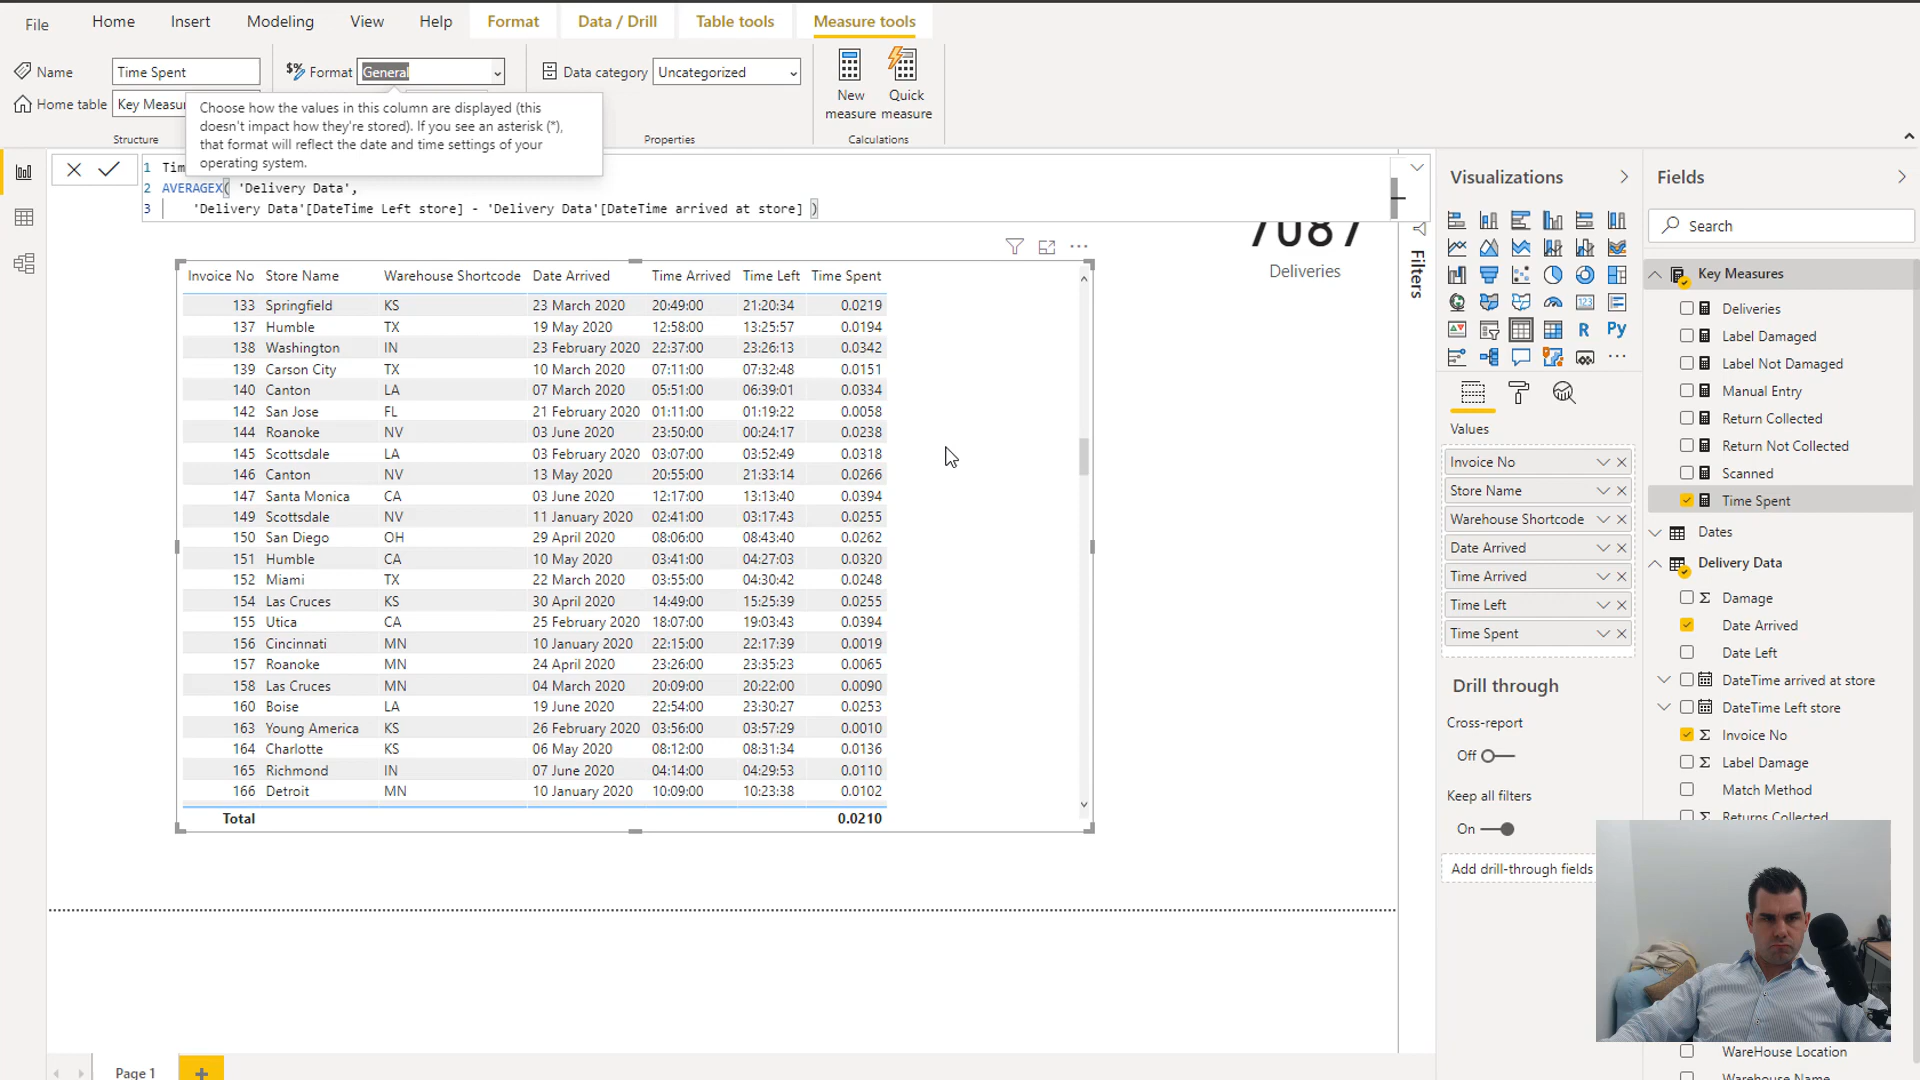 File Home Insert Modeling View Help Format Data / Drill Table tools Measure tools
Name Time Spent
Format General
Data category Uncategorized
New measure
Quick measure
Home table Key Measu
Structure
Properties
Calculations
Choose how the values in this column are displayed (this
doesn't impact how they're stored). If you see an asterisk (*),
that format will reflect the date and time settings of your
operating system.
1 Tim
2 AVERAGEX( 'Delivery Data',
3 'Delivery Data'[DateTime Left store] - 'Delivery Data'[DateTime arrived at store] )
7087
Deliveries
Invoice No Store Name Warehouse Shortcode Date Arrived Time Arrived Time Left Time Spent
133 Springfield KS 23 March 2020 20:49:00 21:20:34 0.0219
137 Humble TX 19 May 2020 12:58:00 13:25:57 0.0194
138 Washington IN 23 February 2020 22:37:00 23:26:13 0.0342
139 Carson City TX 10 March 2020 07:11:00 07:32:48 0.0151
140 Canton LA 07 March 2020 05:51:00 06:39:01 0.0334
142 San Jose FL 21 February 2020 01:11:00 01:19:22 0.0058
144 Roanoke NV 03 June 2020 23:50:00 00:24:17 0.0238
145 Scottsdale LA 03 February 2020 03:07:00 03:52:49 0.0318
146 Canton NV 13 May 2020 20:55:00 21:33:14 0.0266
147 Santa Monica CA 03 June 2020 12:17:00 13:13:40 0.0394
149 Scottsdale NV 11 January 2020 02:41:00 03:17:43 0.0255
150 San Diego OH 29 April 2020 08:06:00 08:43:40 0.0262
151 Humble CA 10 May 2020 03:41:00 04:27:03 0.0320
152 Miami TX 22 March 2020 03:55:00 04:30:42 0.0248
154 Las Cruces KS 30 April 2020 14:49:00 15:25:39 0.0255
155 Utica CA 25 February 2020 18:07:00 19:03:43 0.0394
156 Cincinnati MN 10 January 2020 22:15:00 22:17:39 0.0019
157 Roanoke MN 24 April 2020 23:26:00 23:35:23 0.0065
158 Las Cruces MN 04 March 2020 20:09:00 20:22:00 0.0090
160 Boise LA 19 June 2020 22:54:00 23:30:27 0.0253
163 Young America KS 26 February 2020 03:56:00 03:57:29 0.0010
164 Charlotte KS 06 May 2020 08:12:00 08:31:34 0.0136
165 Richmond IN 07 June 2020 04:14:00 04:29:53 0.0110
166 Detroit MN 10 January 2020 10:09:00 10:23:38 0.0102
Total 0.0210
Page 1
Filters
Visualizations
R Py
Values
Invoice No
Store Name
Warehouse Shortcode
Date Arrived
Time Arrived
Time Left
Time Spent
Drill through
Cross-report
Off
Keep all filters
On
Add drill-through fields
Fields
Search
Key Measures
Deliveries
Label Damaged
Label Not Damaged
Manual Entry
Return Collected
Return Not Collected
Scanned
Time Spent
Dates
Delivery Data
Damage
Date Arrived
Date Left
DateTime arrived at store
DateTime Left store
Invoice No
Label Damage
Match Method
Returns Collected
WareHouse Location
Warehouse Name